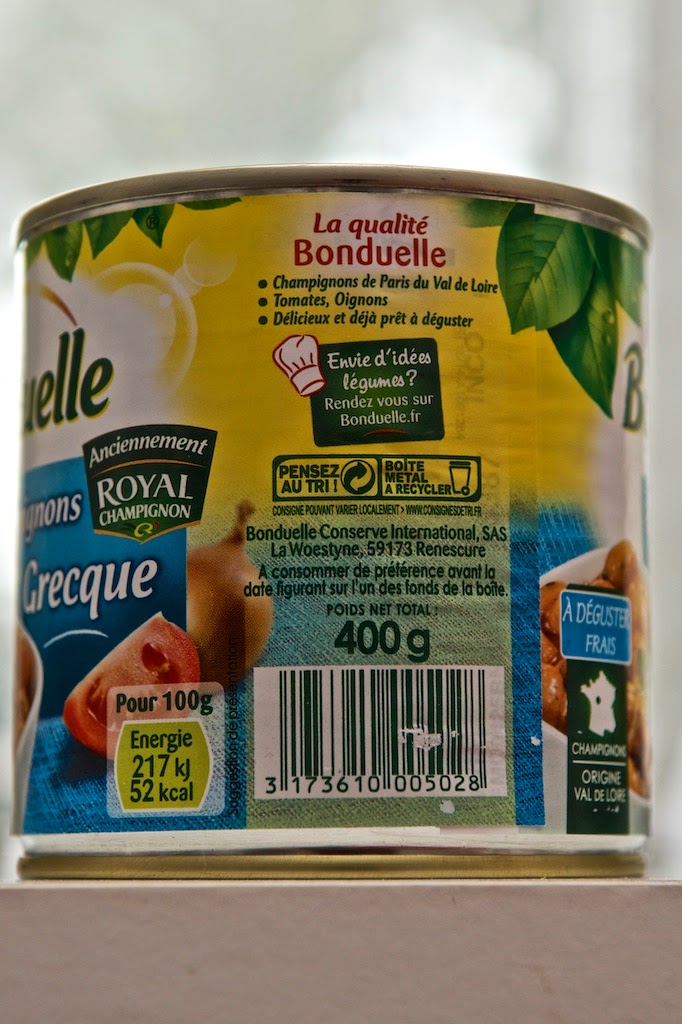 La qualité
Bonduelle
• Champignons de Paris du Val de Loire
• Tomates, Oignons
• Délicieux et déjà prêt à déguster
®
uelle
Envie d'idées
légumes?
Rendez vous sur
Bonduelle.fr
B
Anciennement
ROYAL
CHAMPIGNON
PENSEZ
AU TRI !
BOÎTE
MÉTAL
A RECYCLER
CONSIGNE POUVANT VARIER LOCALEMENT > WWW.CONSIGNESDETRI.FR
gnons
Grecque
Bonduelle Conserve International, SAS
La Woestyne, 59173 Renescure
A consommer de préférence avant la
date figurant sur l'un des fonds de la boîte.
POIDS NET TOTAL :
400 g
À DÉGUSTER
FRAIS
CHAMPIGNONS
ORIGINE
VAL DE LOIRE
Pour 100g
Energie
217 kJ
52 kcal
Suggestion de présentation
3 173610 005028